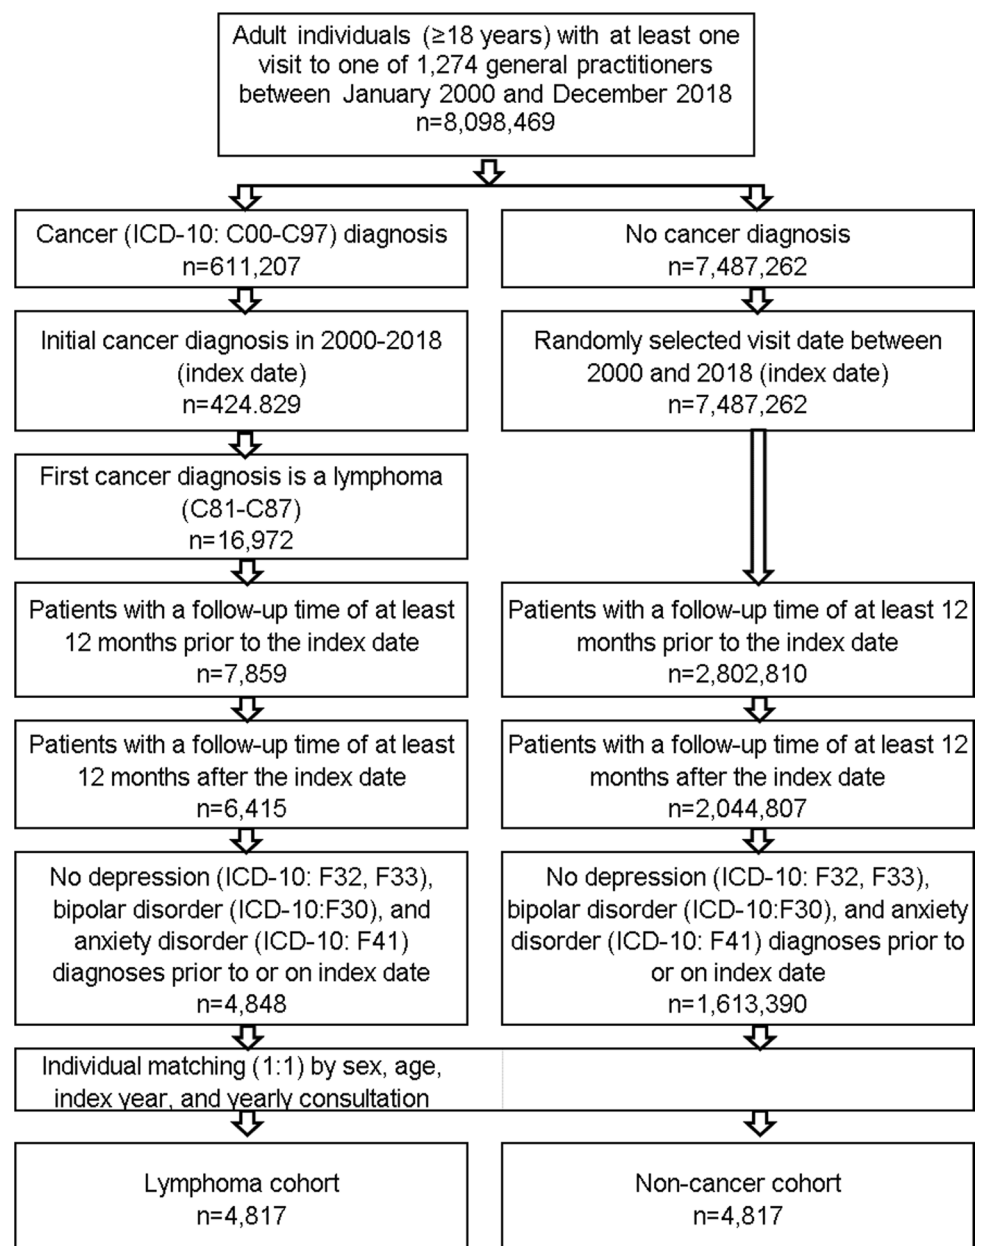 Adult individuals (≥18 years) with at least one
visit to one of 1,274 general practitioners
between January 2000 and December 2018
n=8,098,469
Cancer (ICD-10: C00-C97) diagnosis
n=611,207
No cancer diagnosis
n=7,487,262
Initial cancer diagnosis in 2000-2018
(index date)
n=424.829
Randomly selected visit date between
2000 and 2018 (index date)
n=7,487,262
First cancer diagnosis is a lymphoma
(C81-C87)
n=16,972
Patients with a follow-up time of at least
12 months prior to the index date
n=7,859
Patients with a follow-up time of at least 12
months prior to the index date
n=2,802,810
Patients with a follow-up time of at least
12 months after the index date
n=6,415
Patients with a follow-up time of at least 12
months after the index date
n=2,044,807
No depression (ICD-10: F32, F33),
bipolar disorder (ICD-10:F30), and
anxiety disorder (ICD-10: F41)
diagnoses prior to or on index date
n=4,848
No depression (ICD-10: F32, F33),
bipolar disorder (ICD-10:F30), and anxiety
disorder (ICD-10: F41) diagnoses prior to
or on index date
n=1,613,390
Individual matching (1:1) by sex, age,
index year, and yearly consultation
Lymphoma cohort
n=4,817
Non-cancer cohort
n=4,817